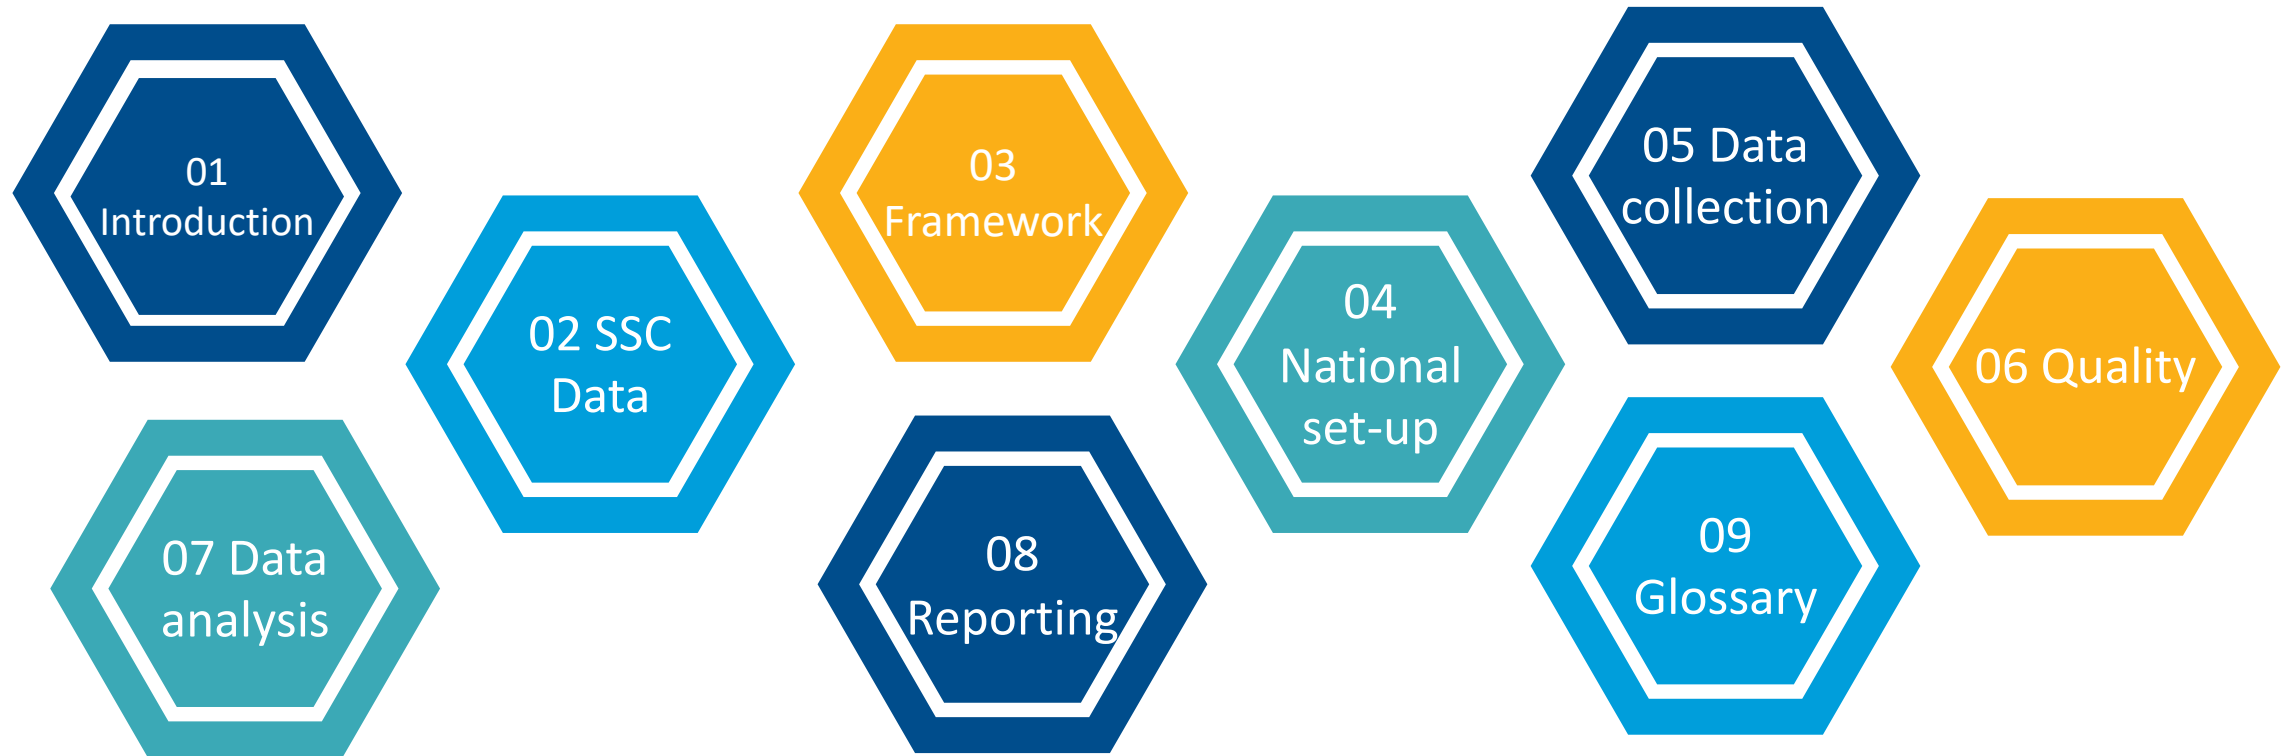 01
Introduction
02 SSC
Data
03
Framework
04
National
set-up
05 Data
collection
06 Quality
07 Data
analysis
08
Reporting
09
Glossary